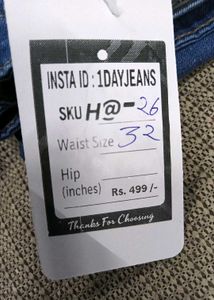 INSTA ID : 1DAYJEANS
SKU H@-26
Waist Size 32
Hip
(inches) Rs. 499 /-
Thanks For Choosing